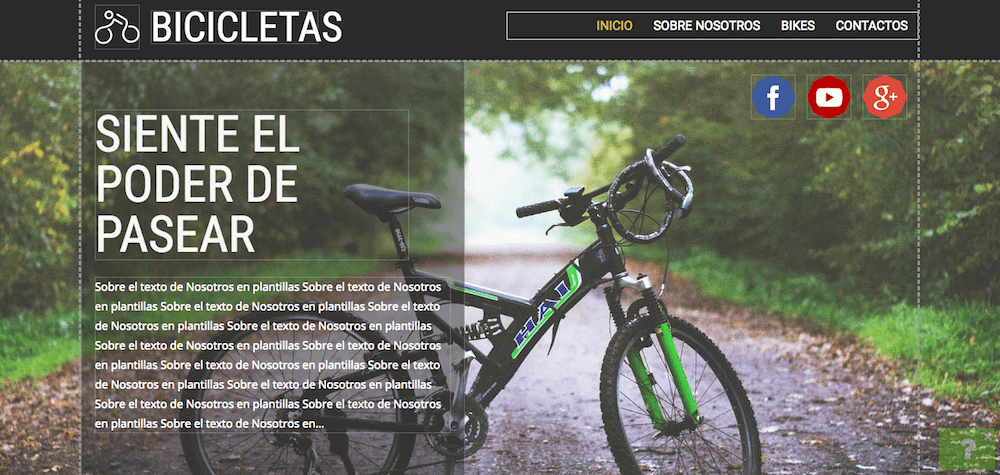 BICICLETAS
INICIO SOBRE NOSOTROS BIKES CONTACTOS
f
YouTube
g+
SIENTE EL
PODER DE
PASEAR
Sobre el texto de Nosotros en plantillas Sobre el texto de Nosotros
en plantillas Sobre el texto de Nosotros en plantillas Sobre el texto
de Nosotros en plantillas Sobre el texto de Nosotros en plantillas
Sobre el texto de Nosotros en plantillas Sobre el texto de Nosotros
en plantillas Sobre el texto de Nosotros en plantillas Sobre el texto
de Nosotros en plantillas Sobre el texto de Nosotros en plantillas
Sobre el texto de Nosotros en plantillas Sobre el texto de Nosotros
en plantillas Sobre el texto de Nosotros en...
HAI
?